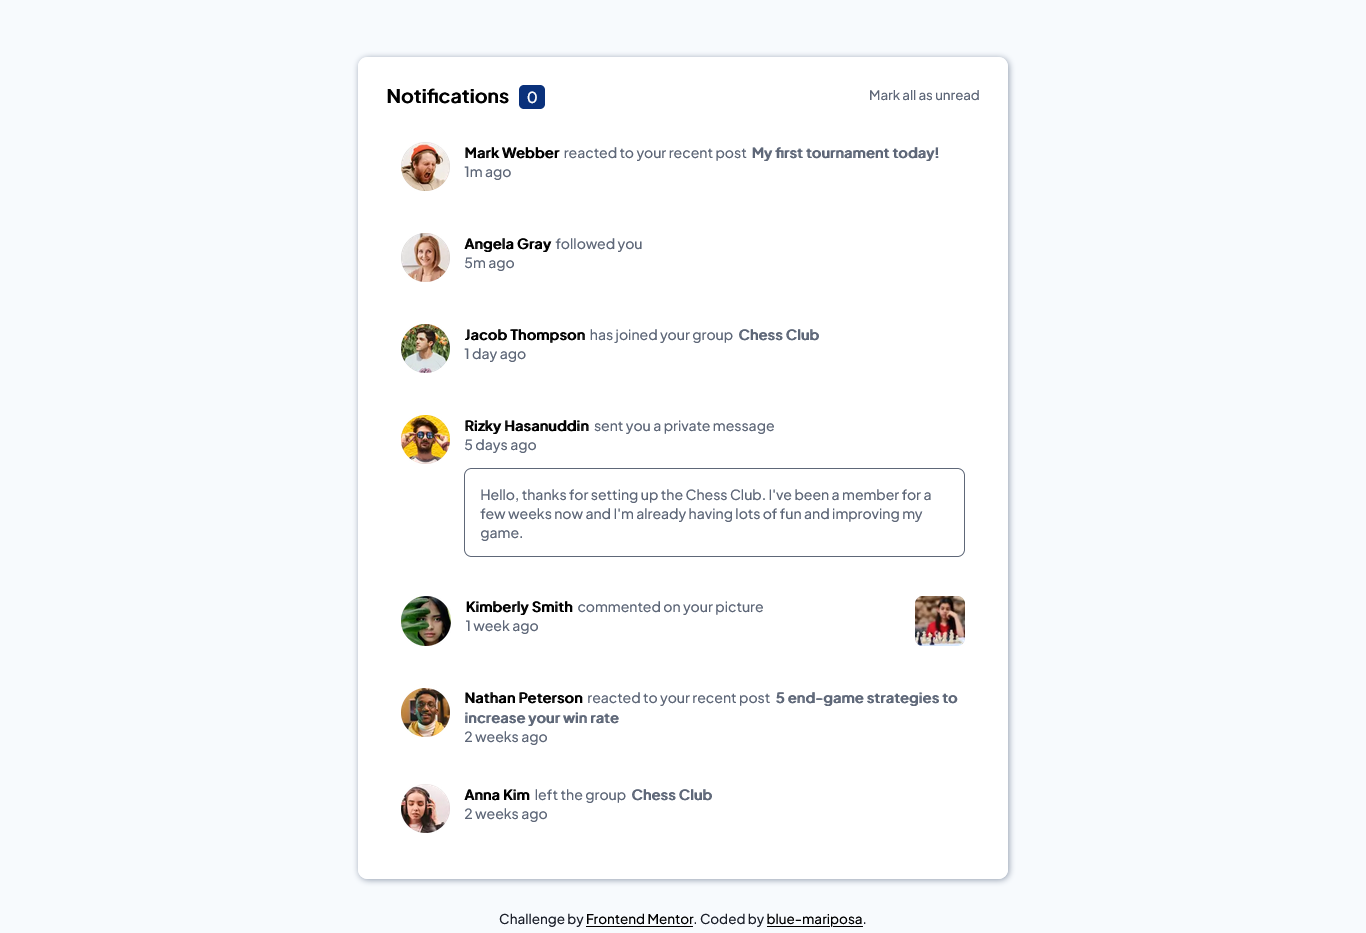 Notifications 0 Mark all as unread
Mark Webber reacted to your recent post My first tournament today!
1m ago
Angela Gray followed you
5m ago
Jacob Thompson has joined your group Chess Club
1 day ago
Rizky Hasanuddin sent you a private message
5 days ago
Hello, thanks for setting up the Chess Club. I've been a member for a
few weeks now and I'm already having lots of fun and improving my
game.
Kimberly Smith commented on your picture
1 week ago
Nathan Peterson reacted to your recent post 5 end-game strategies to
increase your win rate
2 weeks ago
Anna Kim left the group Chess Club
2 weeks ago
Challenge by Frontend Mentor. Coded by blue-mariposa.